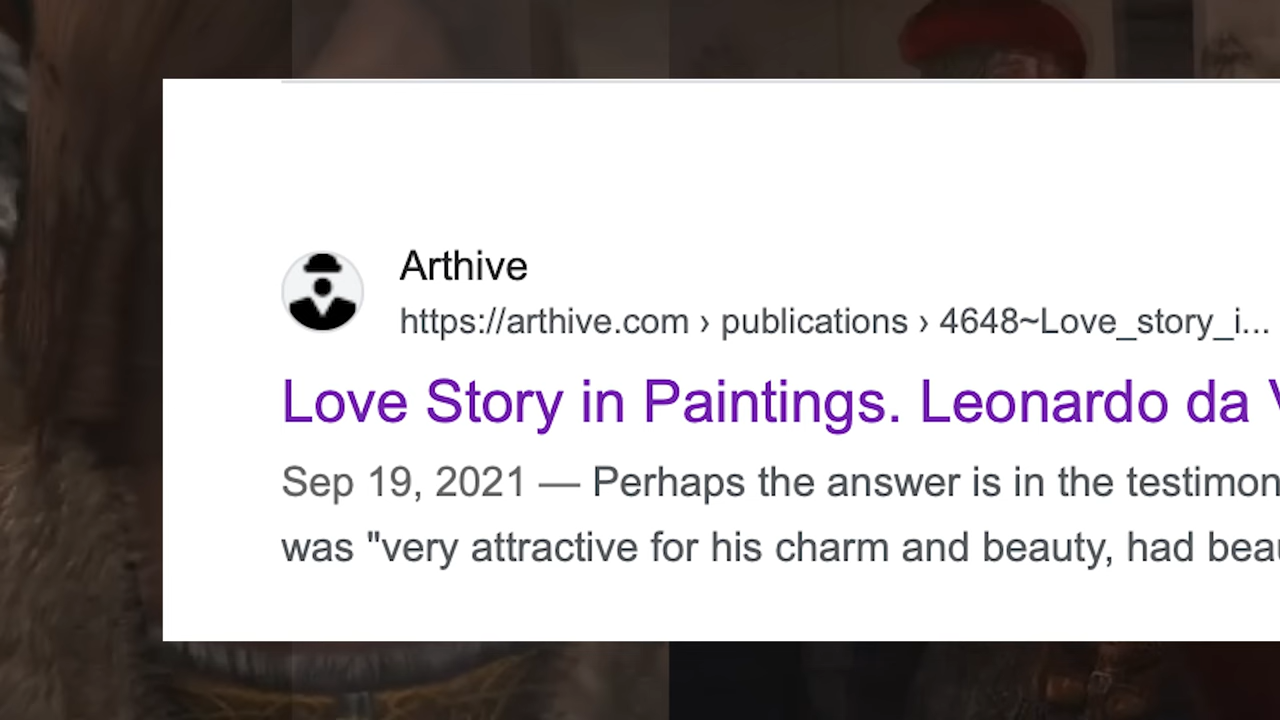 Arthive
https://arthive.com › publications › 4648~Love_story_i...
Love Story in Paintings. Leonardo da
Sep 19, 2021 — Perhaps the answer is in the
was "very attractive for his charm and beauty, had